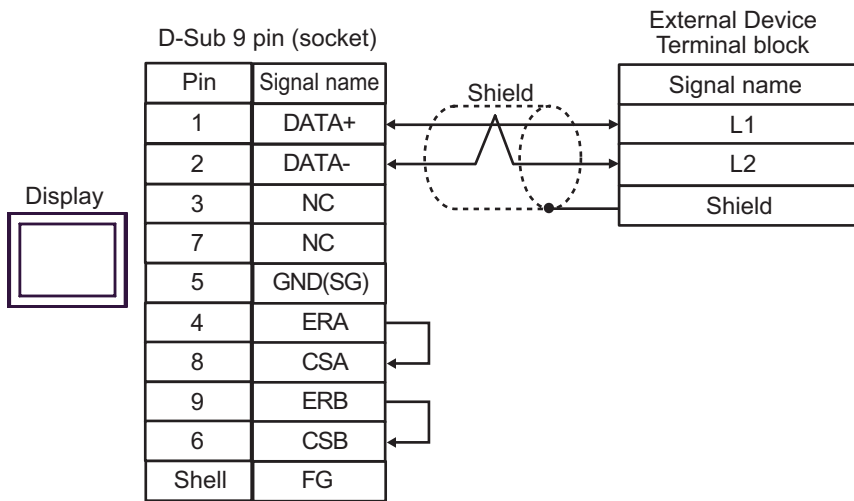 External Device
Terminal block
D-Sub 9 pin (socket)
Pin Signal name Shield Signal name
1 DATA+ L1
2 DATA- L2
Display 3 NC Shield
7 NC
5 GND(SG)
4 ERA
8 CSA
9 ERB
6 CSB
Shell FG